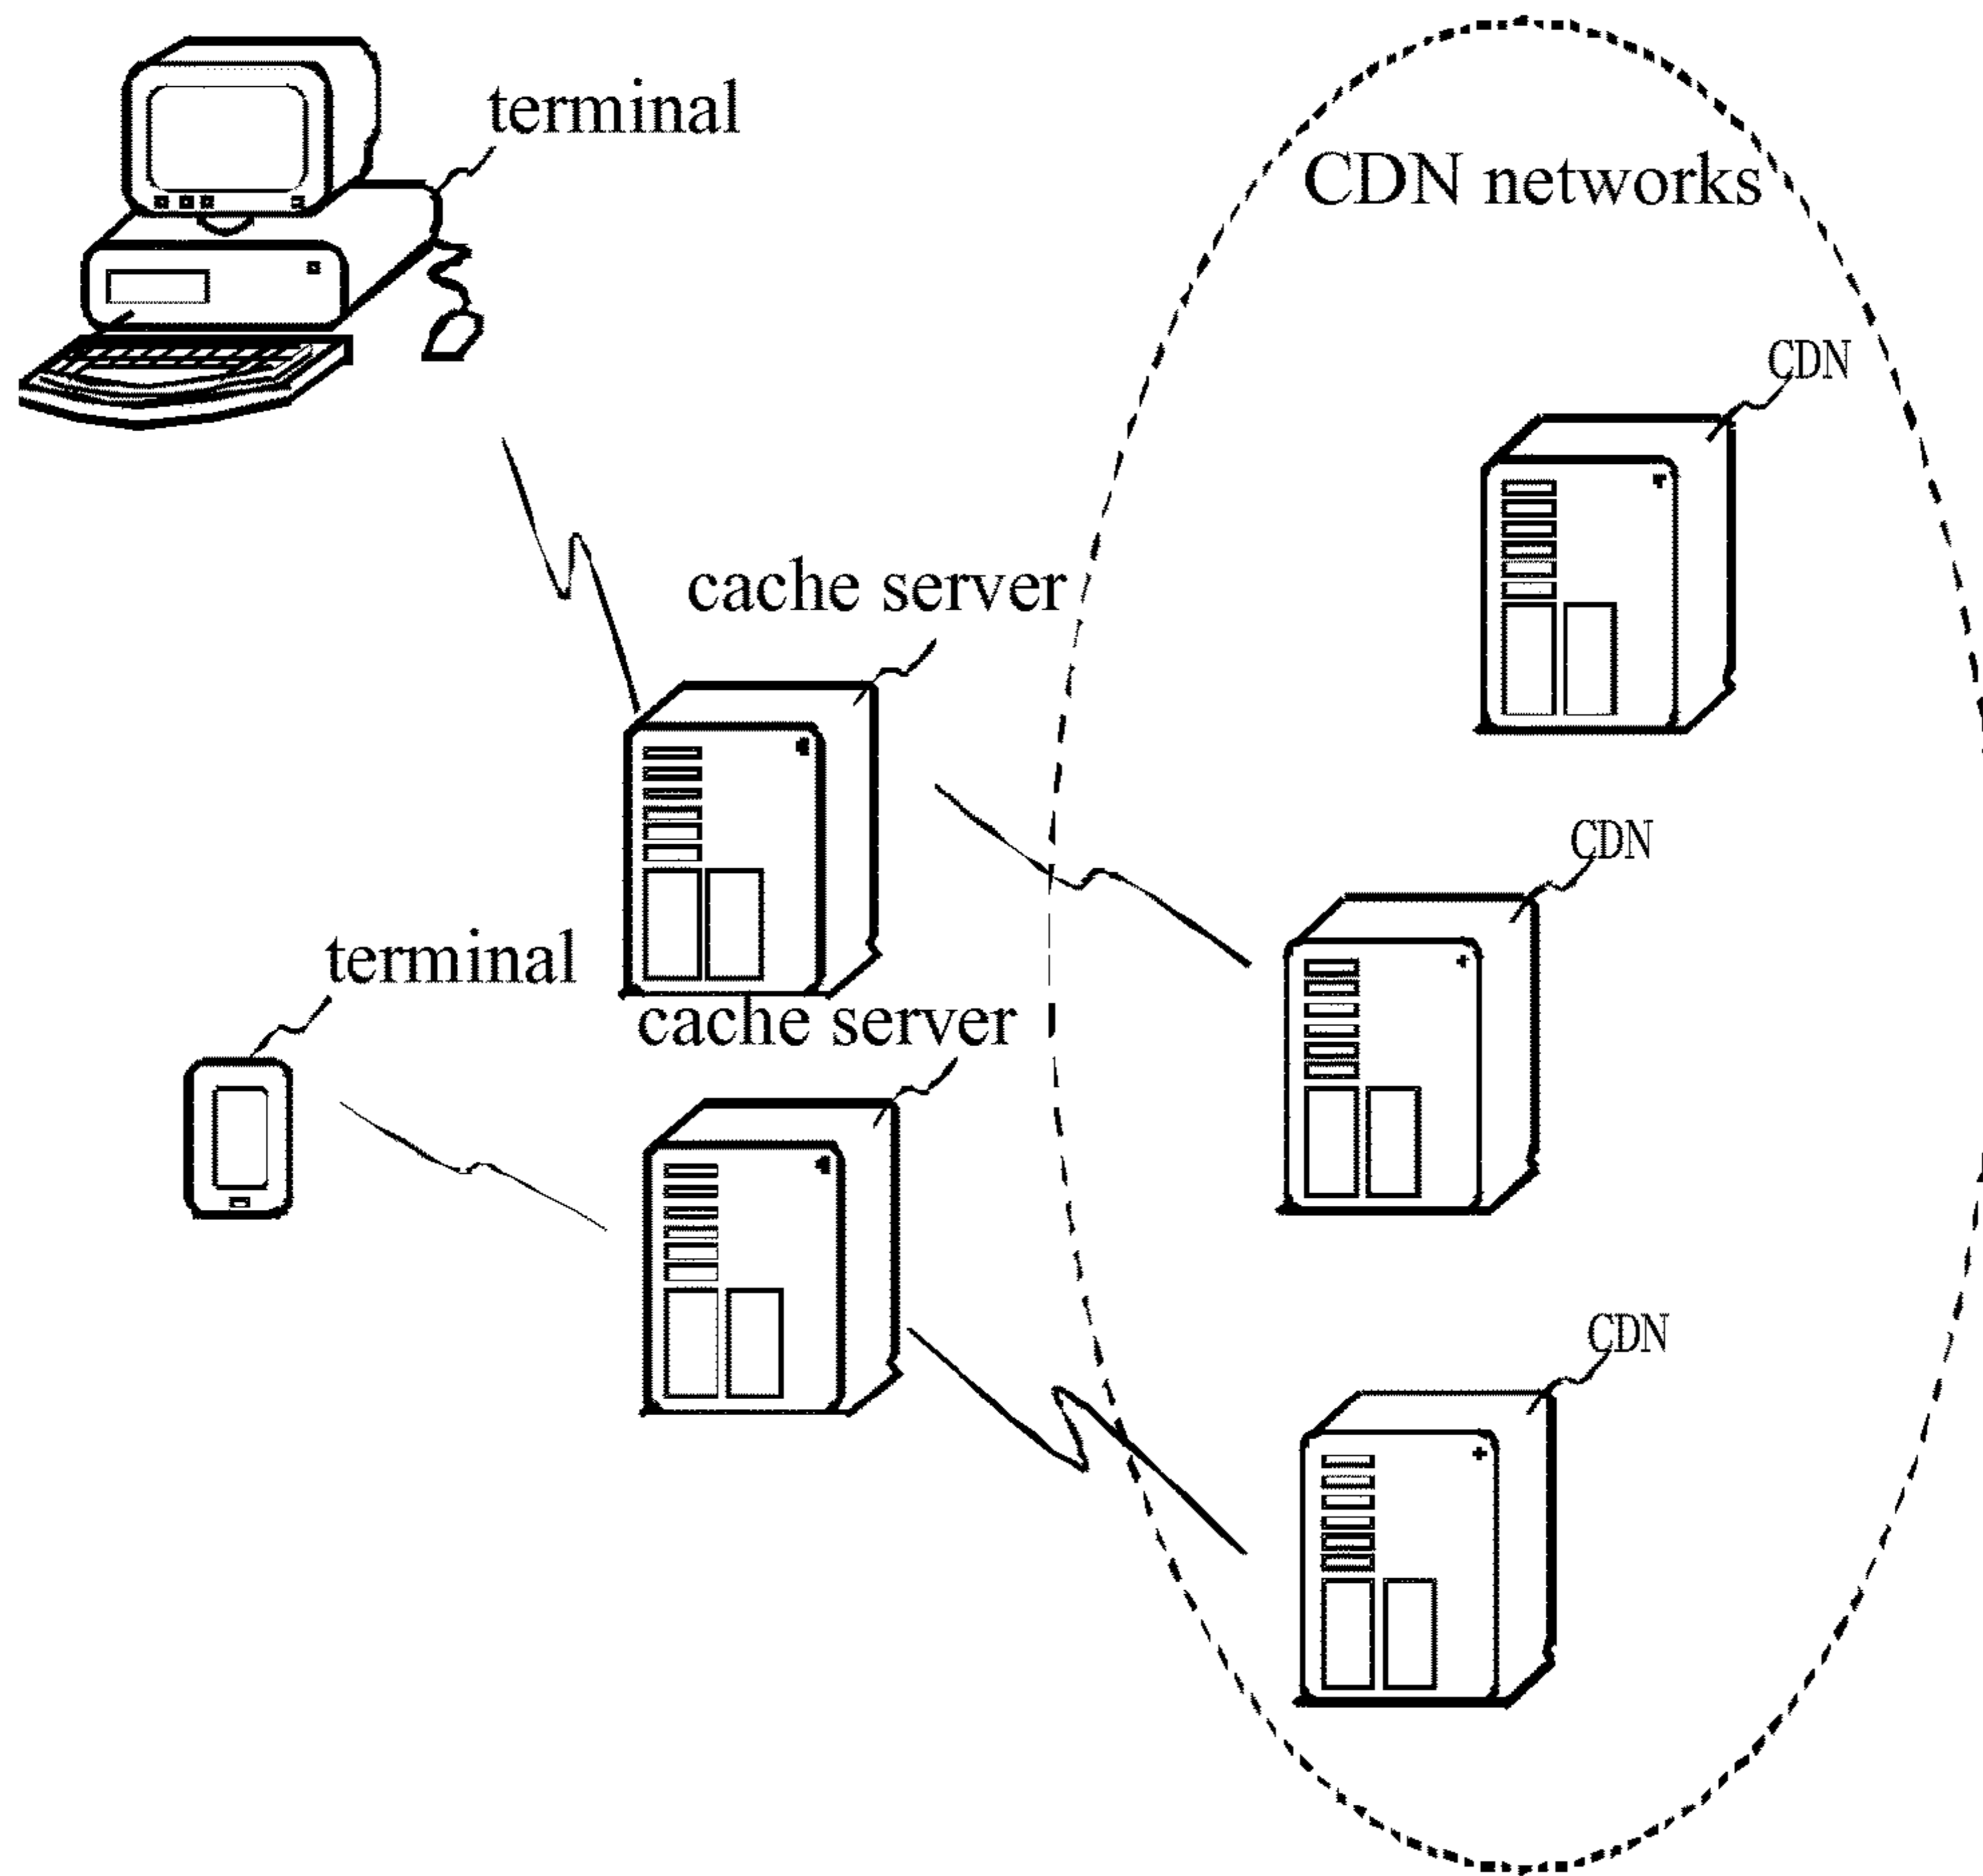 terminal
CDN networks
CDN
cache server
CDN
terminal
cache server
CDN